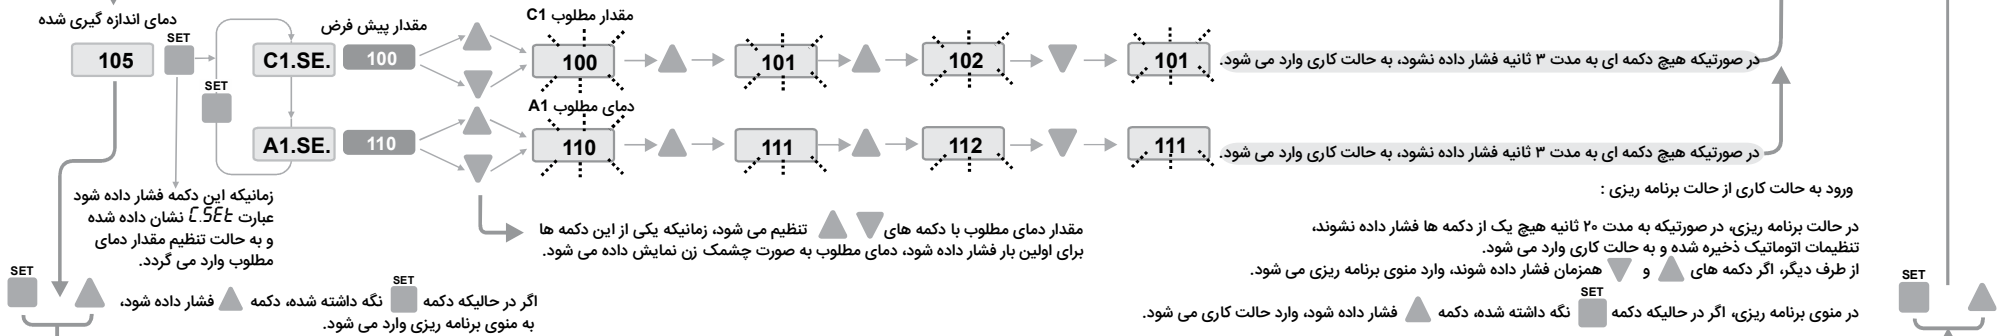 دمای اندازه گیری شده
105
SET
SET
C1.SE.
مقدار پیش فرض
100
مقدار مطلوب C1
100
101
102
101
در صورتیکه هیچ دکمه ای به مدت ۳ ثانیه فشار داده نشود، به حالت کاری وارد می شود.
A1.SE.
110
دمای مطلوب A1
110
111
112
111
در صورتیکه هیچ دکمه ای به مدت ۳ ثانیه فشار داده نشود، به حالت کاری وارد می شود.
زمانیکه این دکمه فشار داده شود
عبارت C.SEt نشان داده شده
و به حالت تنظیم مقدار دمای
مطلوب وارد می گردد.
مقدار دمای مطلوب با دکمه های ▼ ▲ تنظیم می شود، زمانیکه یکی از این دکمه ها
برای اولین بار فشار داده شود، دمای مطلوب به صورت چشمک زن نمایش داده می شود.
SET
SET
اگر در حالیکه دکمه نگه داشته شده، دکمه ▲ فشار داده شود،
به منوی برنامه ریزی وارد می شود.
ورود به حالت کاری از حالت برنامه ریزی :
در حالت برنامه ریزی، در صورتیکه به مدت ۲۰ ثانیه هیچ یک از دکمه ها فشار داده نشوند،
تنظیمات اتوماتیک ذخیره شده و به حالت کاری وارد می شود.
از طرف دیگر، اگر دکمه های ▲ و ▼ همزمان فشار داده شوند، وارد منوی برنامه ریزی می شود.
SET
در منوی برنامه ریزی، اگر در حالیکه دکمه نگه داشته شده، دکمه ▲ فشار داده شود، وارد حالت کاری می شود.
SET